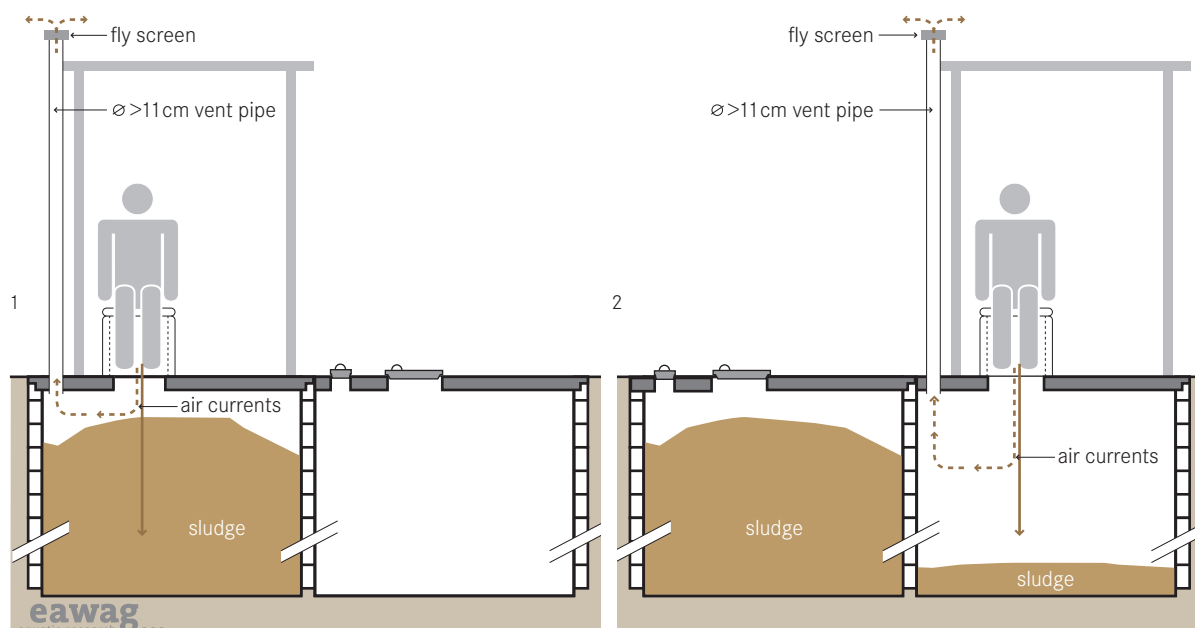 fly screen
⌀ >11cm vent pipe
1
air currents
sludge
eawag
fly screen
⌀ >11cm vent pipe
2
air currents
sludge
sludge